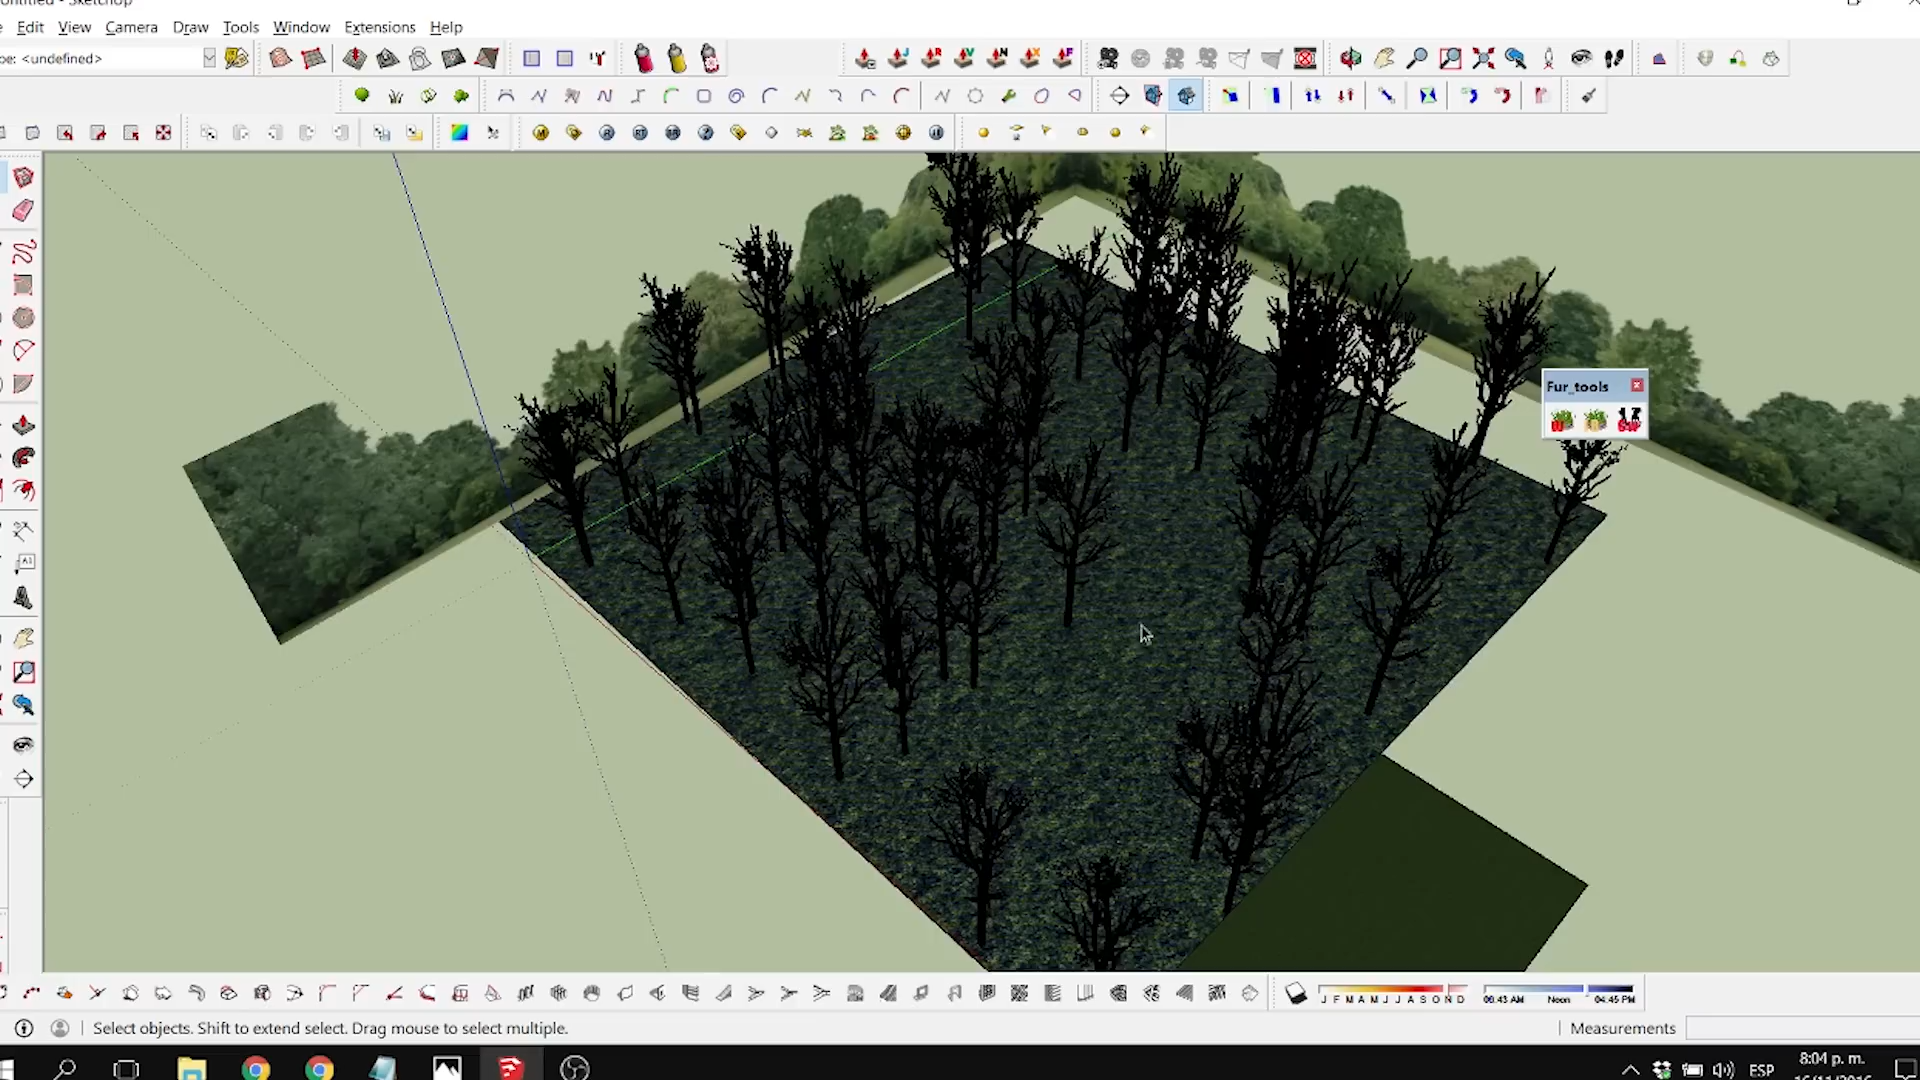 Edit View Camera Draw Tools Window Extensions Help
pe: <undefined>
Fur_tools
J F M A M J J A S O N D
06:43 AM Noon 04:45 PM
Select objects. Shift to extend select. Drag mouse to select multiple.
Measurements
ESP
8:04 p. m.